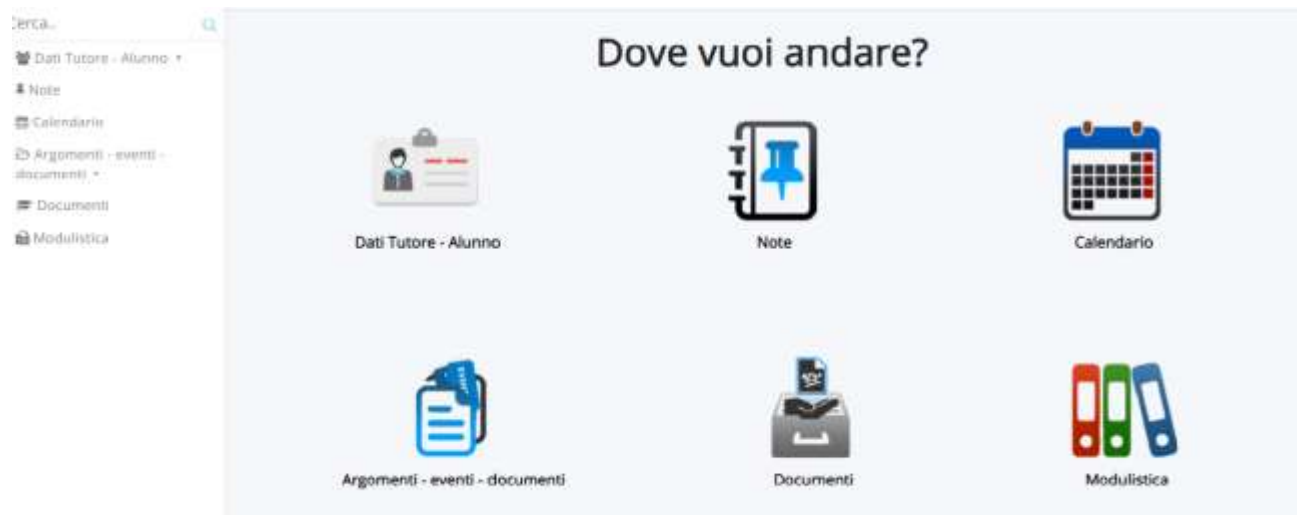 Cerca..
Dati Tutore - Alunno
Note
Calendario
Argomenti - eventi -
documenti
Documenti
Modulistica
Dove vuoi andare?
Dati Tutore - Alunno
Note
Calendario
Argomenti - eventi - documenti
Documenti
Modulistica